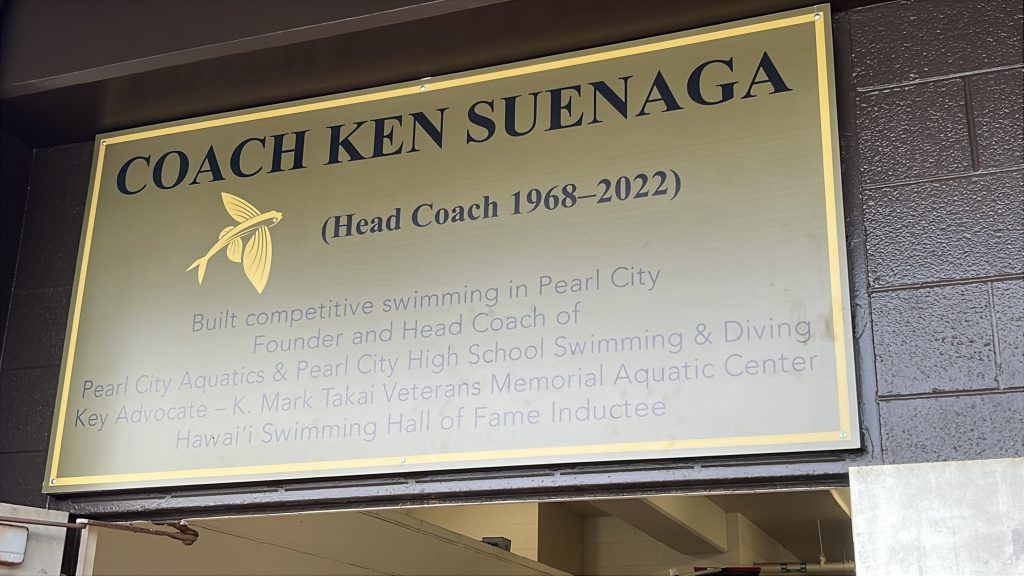 COACH KEN SUENAGA
(Head Coach 1968–2022)
Built competitive swimming in Pearl City
Founder and Head Coach of
Pearl City Aquatics & Pearl City High School Swimming & Diving
Key Advocate – K. Mark Takai Veterans Memorial Aquatic Center
Hawai‘i Swimming Hall of Fame Inductee